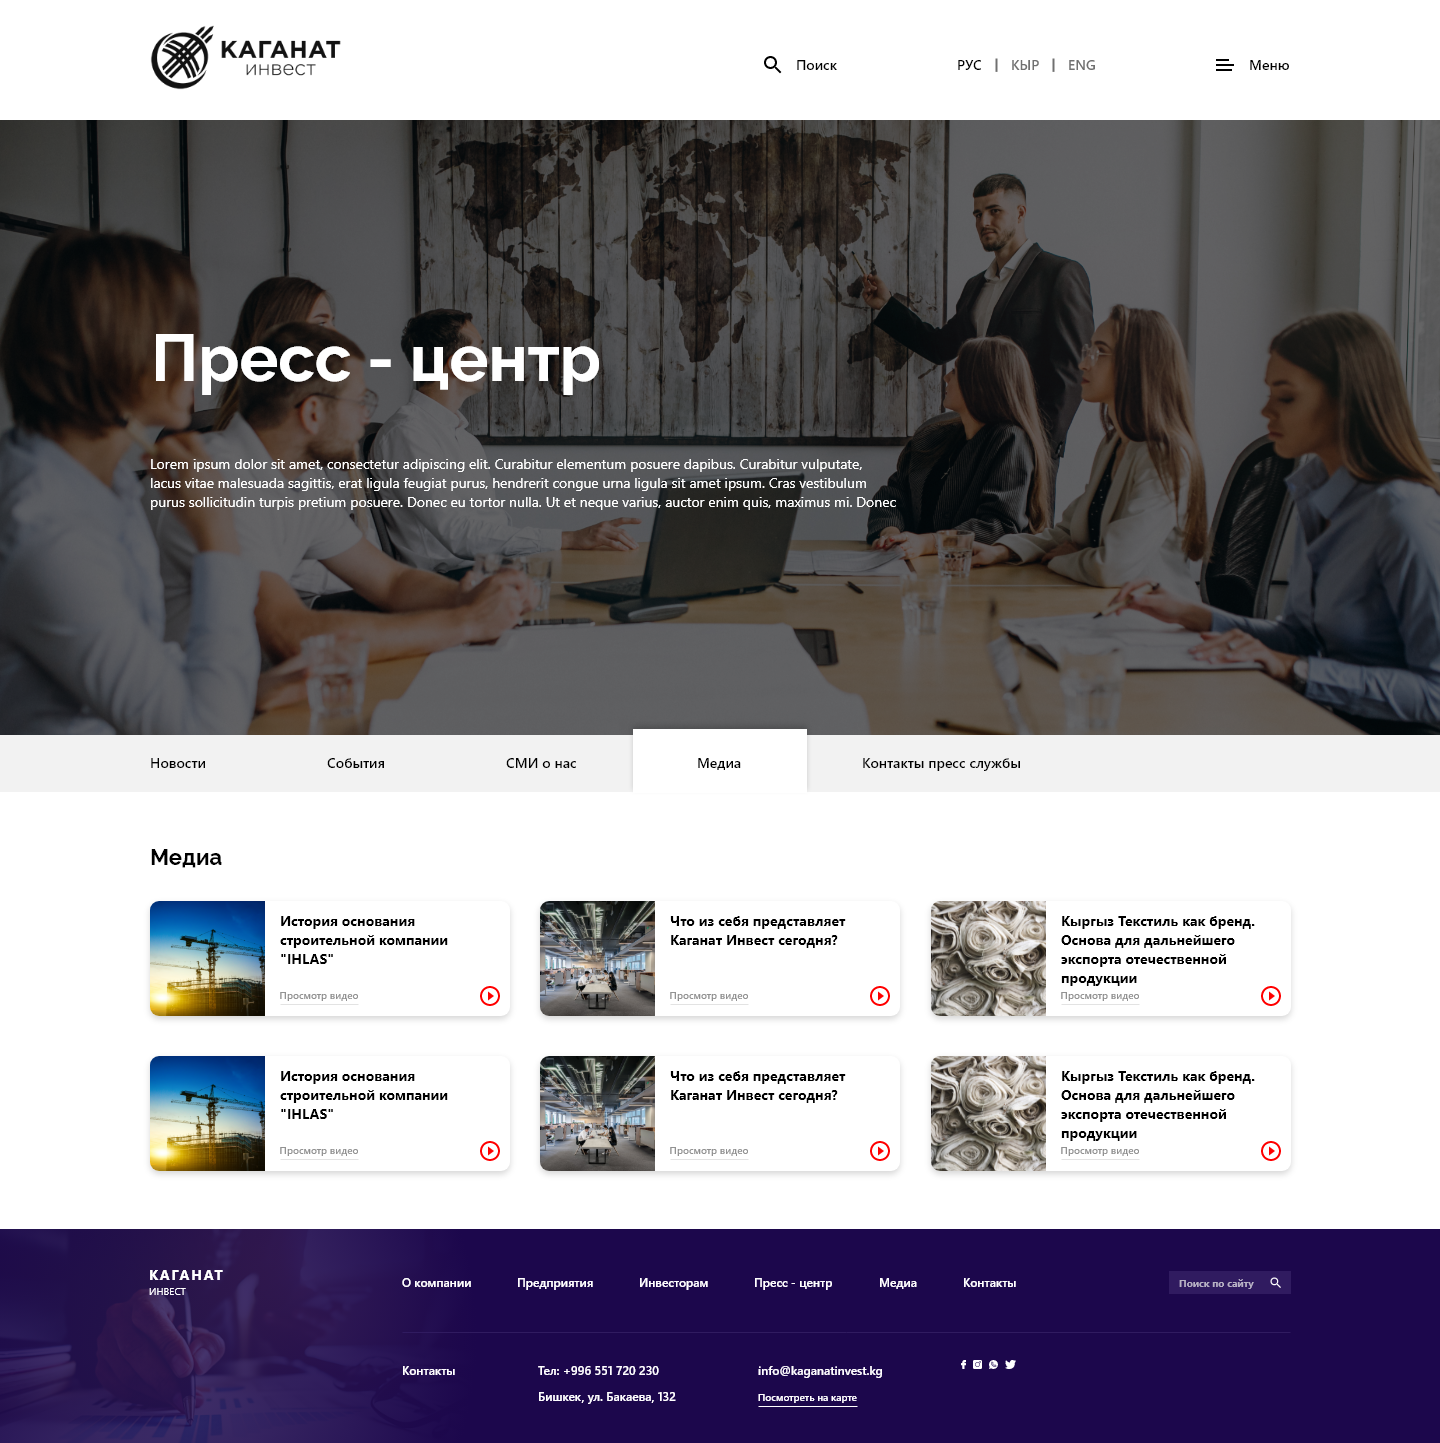 КАГАНАТ
ИНВЕСТ
Поиск
РУС | КЫР | ENG
Меню
Пресс - центр
Lorem ipsum dolor sit amet, consectetur adipiscing elit. Curabitur elementum posuere dapibus. Curabitur vulputate,
lacus vitae malesuada sagittis, erat ligula feugiat purus, hendrerit congue urna ligula sit amet ipsum. Cras vestibulum
purus sollicitudin turpis pretium posuere. Donec eu tortor nulla. Ut et neque varius, auctor enim quis, maximus mi. Donec
Новости
События
СМИ о нас
Медиа
Контакты пресс службы
Медиа
История основания
строительной компании
"IHLAS"
Просмотр видео
Что из себя представляет
Каганат Инвест сегодня?
Просмотр видео
Кыргыз Текстиль как бренд.
Основа для дальнейшего
экспорта отечественной
продукции
Просмотр видео
История основания
строительной компании
"IHLAS"
Просмотр видео
Что из себя представляет
Каганат Инвест сегодня?
Просмотр видео
Кыргыз Текстиль как бренд.
Основа для дальнейшего
экспорта отечественной
продукции
Просмотр видео
КАГАНАТ
ИНВЕСТ
О компании
Предприятия
Инвесторам
Пресс - центр
Медиа
Контакты
Поиск по сайту
Контакты
Тел: +996 551 720 230
Бишкек, ул. Бакаева, 132
info@kaganatinvest.kg
Посмотреть на карте